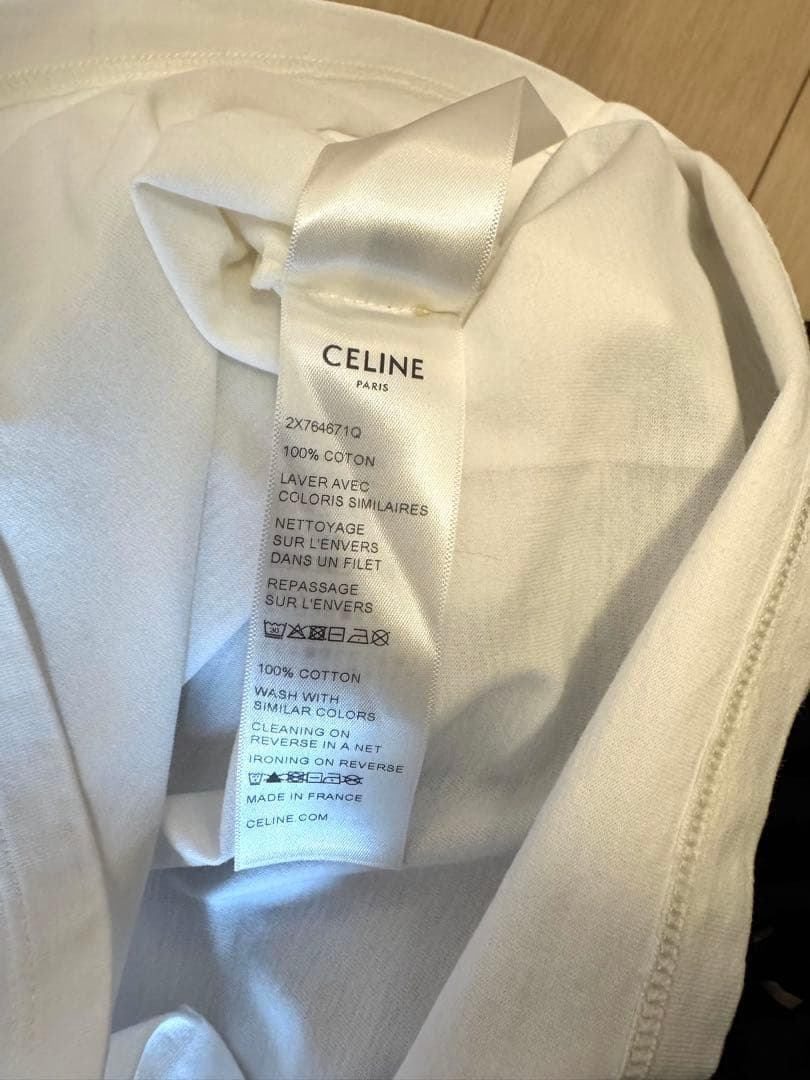 CELINE
PARIS
2X764671Q
100% COTON
LAVER AVEC
COLORIS SIMILAIRES
NETTOYAGE
SUR L'ENVERS
DANS UN FILET
REPASSAGE
SUR L'ENVERS
30
100% COTTON
WASH WITH
SIMILAR COLORS
CLEANING ON
REVERSE IN A NET
IRONING ON REVERSE
MADE IN FRANCE
CELINE.COM